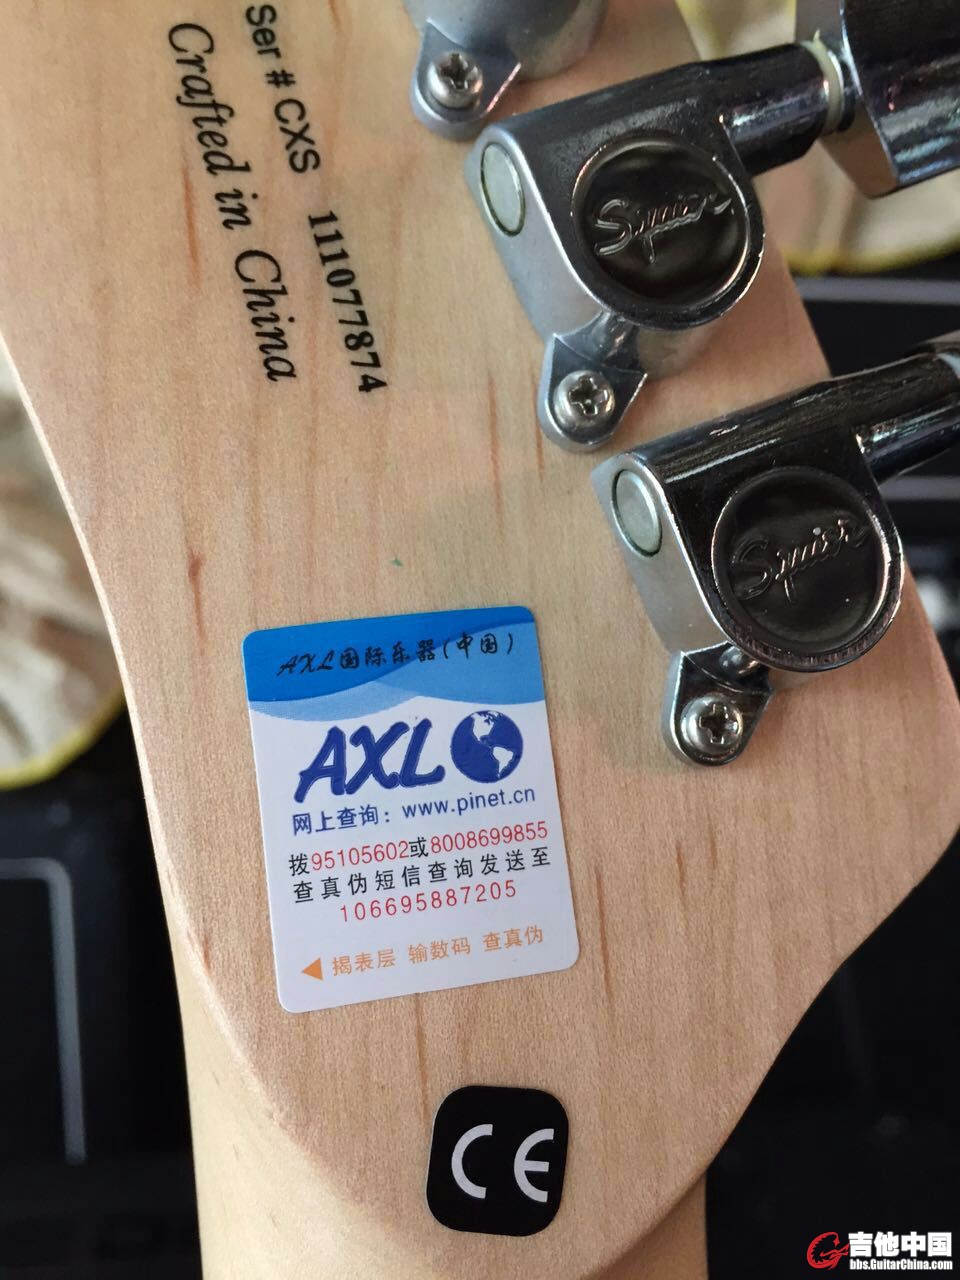 Ser # CXS 11107​7874
Crafted in China
Squier
Squier
AXL国际乐器(中国)
AXL
网上查询：www.pinet.cn
拨95105602或8008699855
查真伪短信查询发送至
106695887205
揭表层 输数码 查真伪
CE
吉他中国
bbs.GuitarChina.com